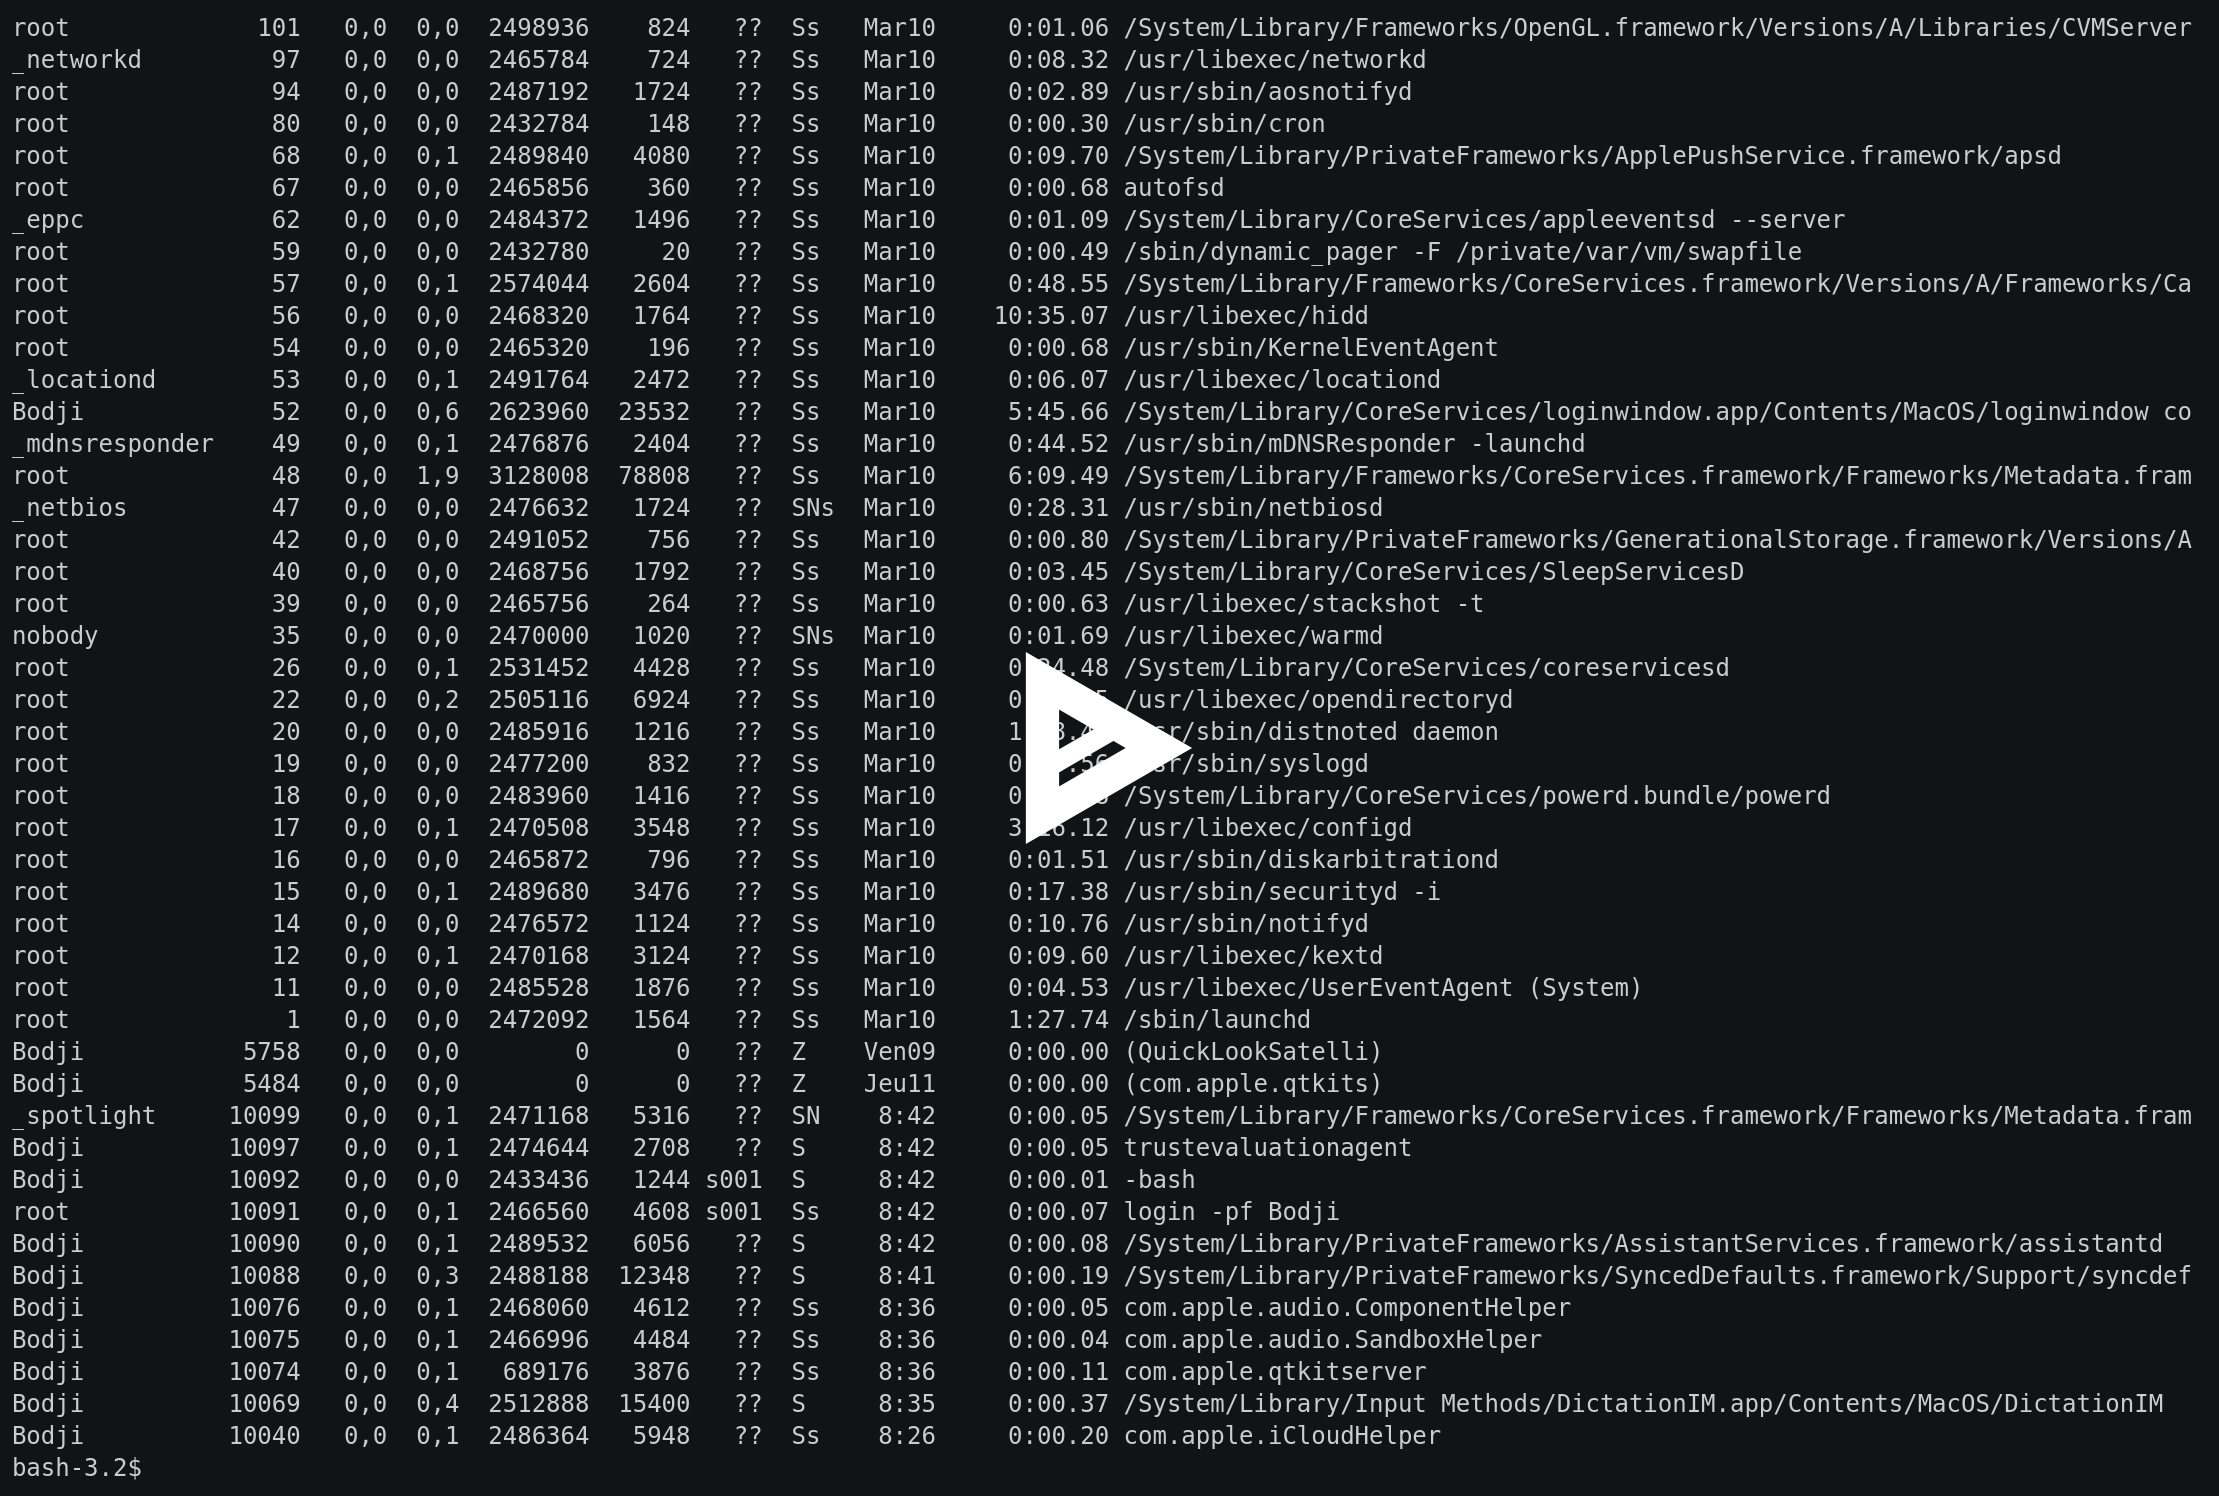 root             101   0,0  0,0  2498936    824   ??  Ss   Mar10     0:01.06 /System/Library/Frameworks/OpenGL.framework/Versions/A/Libraries/CVMServer
_networkd         97   0,0  0,0  2465784    724   ??  Ss   Mar10     0:08.32 /usr/libexec/networkd
root              94   0,0  0,0  2487192   1724   ??  Ss   Mar10     0:02.89 /usr/sbin/aosnotifyd
root              80   0,0  0,0  2432784    148   ??  Ss   Mar10     0:00.30 /usr/sbin/cron
root              68   0,0  0,1  2489840   4080   ??  Ss   Mar10     0:09.70 /System/Library/PrivateFrameworks/ApplePushService.framework/apsd
root              67   0,0  0,0  2465856    360   ??  Ss   Mar10     0:00.68 autofsd
_eppc             62   0,0  0,0  2484372   1496   ??  Ss   Mar10     0:01.09 /System/Library/CoreServices/appleeventsd --server
root              59   0,0  0,0  2432780     20   ??  Ss   Mar10     0:00.49 /sbin/dynamic_pager -F /private/var/vm/swapfile
root              57   0,0  0,1  2574044   2604   ??  Ss   Mar10     0:48.55 /System/Library/Frameworks/CoreServices.framework/Versions/A/Frameworks/Ca
root              56   0,0  0,0  2468320   1764   ??  Ss   Mar10    10:35.07 /usr/libexec/hidd
root              54   0,0  0,0  2465320    196   ??  Ss   Mar10     0:00.68 /usr/sbin/KernelEventAgent
_locationd        53   0,0  0,1  2491764   2472   ??  Ss   Mar10     0:06.07 /usr/libexec/locationd
Bodji             52   0,0  0,6  2623960  23532   ??  Ss   Mar10     5:45.66 /System/Library/CoreServices/loginwindow.app/Contents/MacOS/loginwindow co
_mdnsresponder    49   0,0  0,1  2476876   2404   ??  Ss   Mar10     0:44.52 /usr/sbin/mDNSResponder -launchd
root              48   0,0  1,9  3128008  78808   ??  Ss   Mar10     6:09.49 /System/Library/Frameworks/CoreServices.framework/Frameworks/Metadata.fram
_netbios          47   0,0  0,0  2476632   1724   ??  SNs  Mar10     0:28.31 /usr/sbin/netbiosd
root              42   0,0  0,0  2491052    756   ??  Ss   Mar10     0:00.80 /System/Library/PrivateFrameworks/GenerationalStorage.framework/Versions/A
root              40   0,0  0,0  2468756   1792   ??  Ss   Mar10     0:03.45 /System/Library/CoreServices/SleepServicesD
root              39   0,0  0,0  2465756    264   ??  Ss   Mar10     0:00.63 /usr/libexec/stackshot -t
nobody            35   0,0  0,0  2470000   1020   ??  SNs  Mar10     0:01.69 /usr/libexec/warmd
root              26   0,0  0,1  2531452   4428   ??  Ss   Mar10     /System/Library/CoreServices/coreservicesd
root              22   0,0  0,2  2505116   6924   ??  Ss   Mar10     /usr/libexec/opendirectoryd
root              20   0,0  0,0  2485916   1216   ??  Ss   Mar10     daemon
root              19   0,0  0,0  2477200    832   ??  Ss   Mar10
root              18   0,0  0,0  2483960   1416   ??  Ss   Mar10     /System/Library/CoreServices/powerd.bundle/powerd
root              17   0,0  0,1  2470508   3548   ??  Ss   Mar10     /usr/libexec/configd
root              16   0,0  0,0  2465872    796   ??  Ss   Mar10     0:01.51 /usr/sbin/diskarbitrationd
root              15   0,0  0,1  2489680   3476   ??  Ss   Mar10     0:17.38 /usr/sbin/securityd -i
root              14   0,0  0,0  2476572   1124   ??  Ss   Mar10     0:10.76 /usr/sbin/notifyd
root              12   0,0  0,1  2470168   3124   ??  Ss   Mar10     0:09.60 /usr/libexec/kextd
root              11   0,0  0,0  2485528   1876   ??  Ss   Mar10     0:04.53 /usr/libexec/UserEventAgent (System)
root               1   0,0  0,0  2472092   1564   ??  Ss   Mar10     1:27.74 /sbin/launchd
Bodji           5758   0,0  0,0        0      0   ??  Z    Ven09     0:00.00 (QuickLookSatelli)
Bodji           5484   0,0  0,0        0      0   ??  Z    Jeu11     0:00.00 (com.apple.qtkits)
_spotlight     10099   0,0  0,1  2471168   5316   ??  SN    8:42     0:00.05 /System/Library/Frameworks/CoreServices.framework/Frameworks/Metadata.fram
Bodji          10097   0,0  0,1  2474644   2708   ??  S     8:42     0:00.05 trustevaluationagent
Bodji          10092   0,0  0,0  2433436   1244 s001  S     8:42     0:00.01 -bash
root           10091   0,0  0,1  2466560   4608 s001  Ss    8:42     0:00.07 login -pf Bodji
Bodji          10090   0,0  0,1  2489532   6056   ??  S     8:42     0:00.08 /System/Library/PrivateFrameworks/AssistantServices.framework/assistantd
Bodji          10088   0,0  0,3  2488188  12348   ??  S     8:41     0:00.19 /System/Library/PrivateFrameworks/SyncedDefaults.framework/Support/syncdef
Bodji          10076   0,0  0,1  2468060   4612   ??  Ss    8:36     0:00.05 com.apple.audio.ComponentHelper
Bodji          10075   0,0  0,1  2466996   4484   ??  Ss    8:36     0:00.04 com.apple.audio.SandboxHelper
Bodji          10074   0,0  0,1   689176   3876   ??  Ss    8:36     0:00.11 com.apple.qtkitserver
Bodji          10069   0,0  0,4  2512888  15400   ??  S     8:35     0:00.37 /System/Library/Input Methods/DictationIM.app/Contents/MacOS/DictationIM
Bodji          10040   0,0  0,1  2486364   5948   ??  Ss    8:26     0:00.20 com.apple.iCloudHelper
bash-3.2$